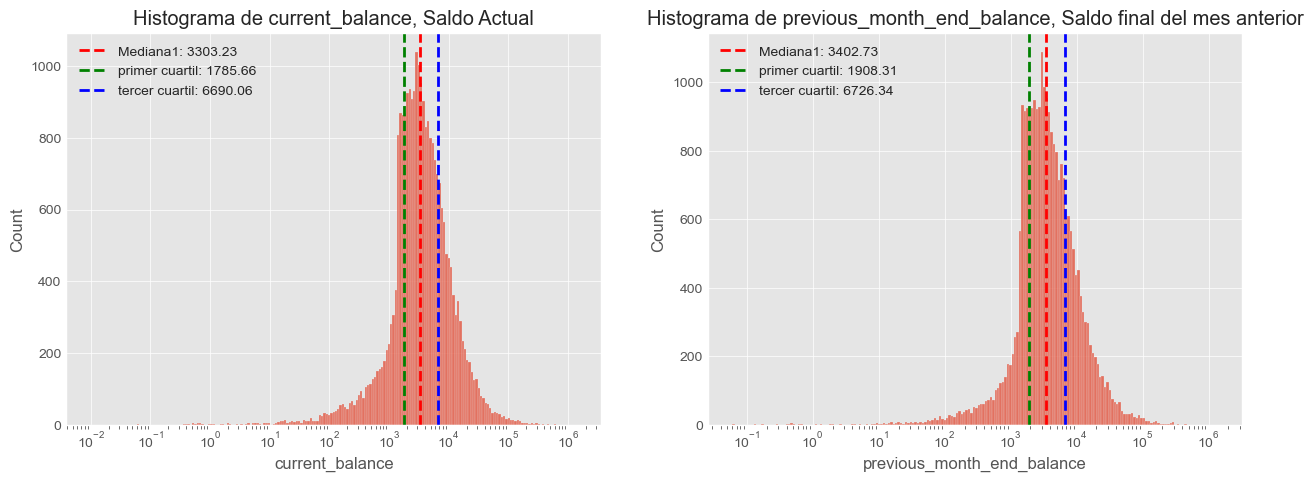 Histograma de current_balance, Saldo Actual
Mediana1: 3303.23
primer cuartil: 1785.66
tercer cuartil: 6690.06
Count
1000
800
600
400
200
0
10⁻² 10⁻¹ 10⁰ 10¹ 10² 10³ 10⁴ 10⁵ 10⁶
current_balance
Histograma de previous_month_end_balance, Saldo final del mes anterior
Mediana1: 3402.73
primer cuartil: 1908.31
tercer cuartil: 6726.34
Count
1000
800
600
400
200
0
10⁻¹ 10⁰ 10¹ 10² 10³ 10⁴ 10⁵ 10⁶
previous_month_end_balance